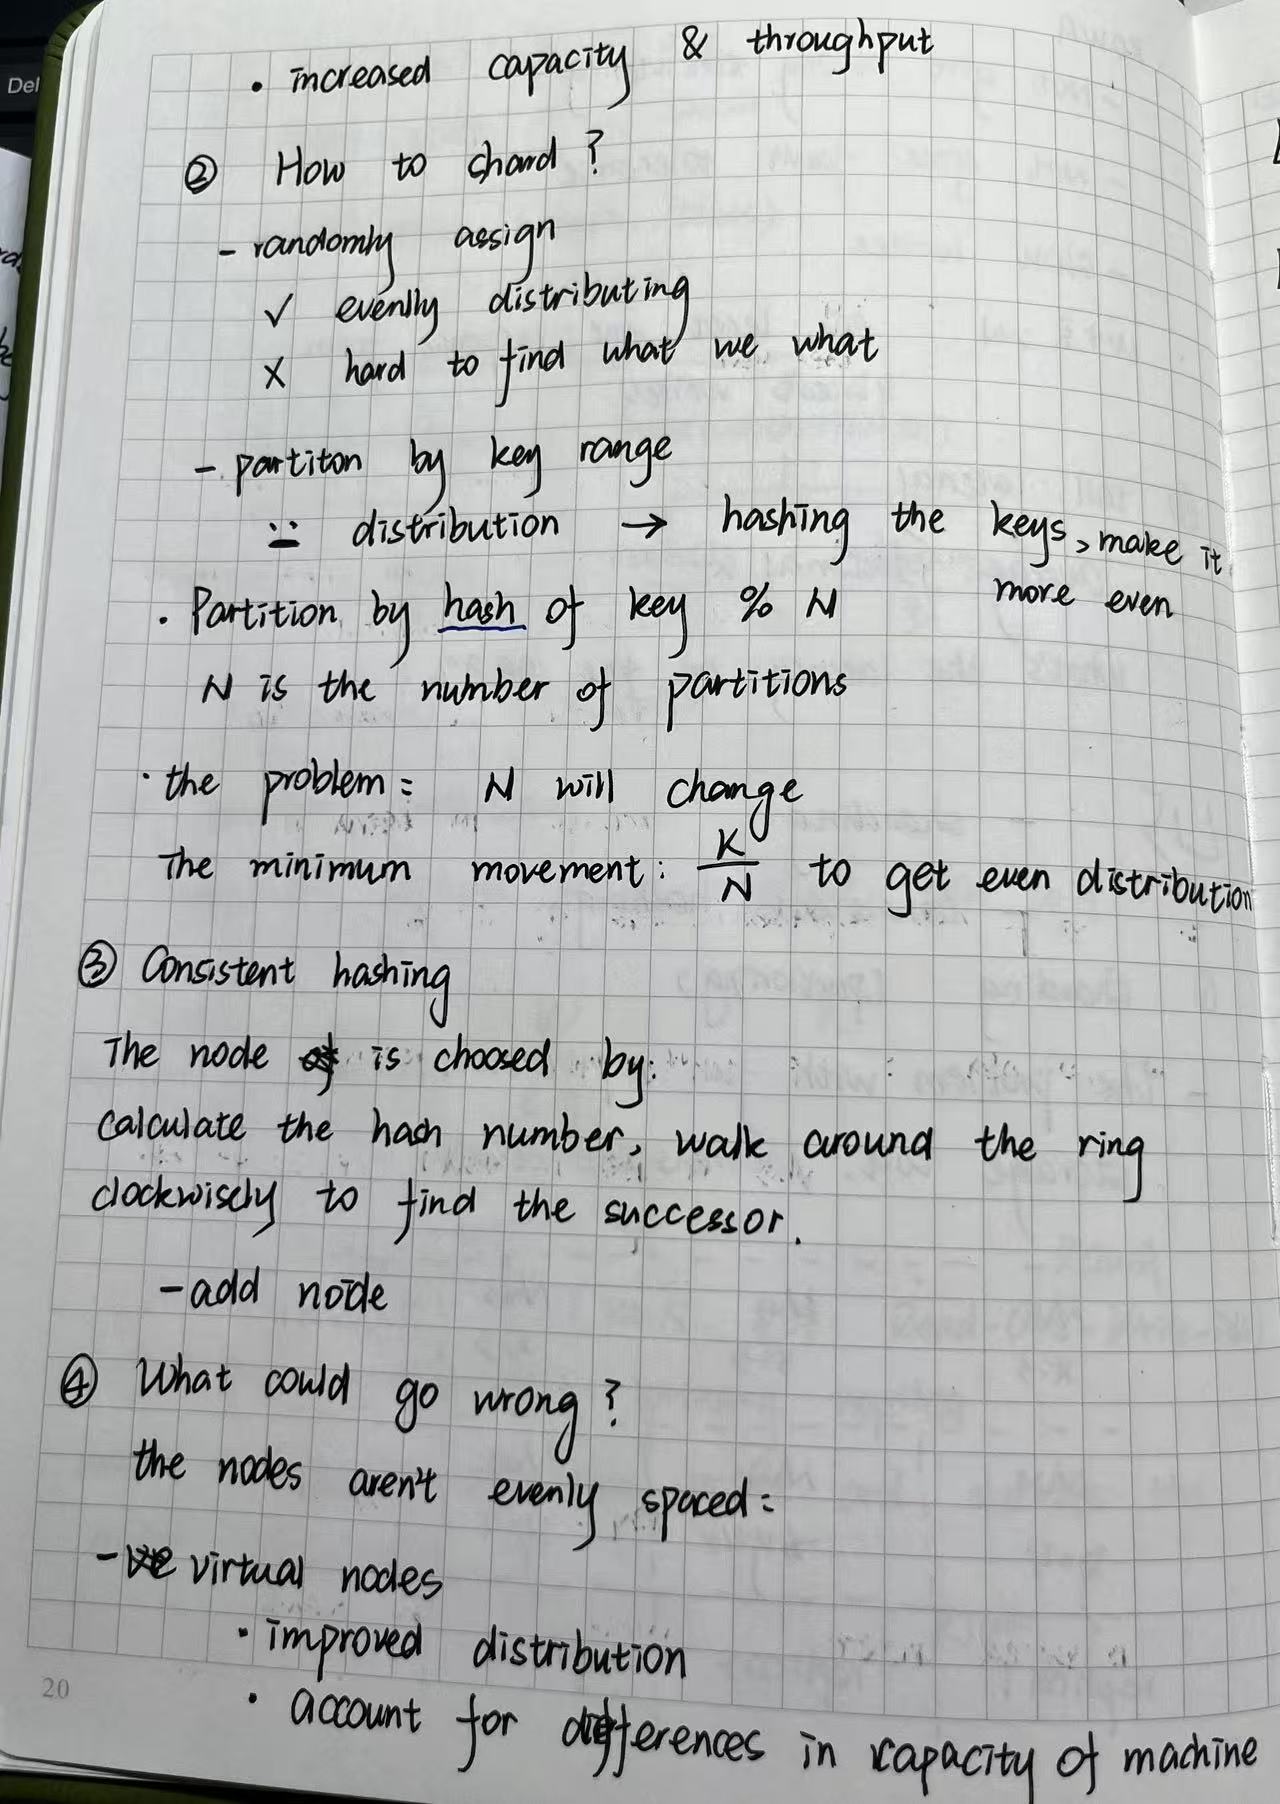 Del
• increased capacity & throughput
② How to shard ?
- randomly assign
✓ evenlly distributing
x hard to find what we what
- partiton by key range
distribution → hashing the keys, make it
more even
• Partition by hash of key % N
N is the number of partitions
• the problem: N will change
The minimum movement: K/N to get even distribution
③ Consistent hashing
The node is choosed by:
calculate the hash number, walk around the ring
clockwisely to find the successor.
- add node
④ What could go wrong ?
the nodes aren't evenly spaced:
- virtual nodes
• improved distribution
• account for differences in capacity of machine
20